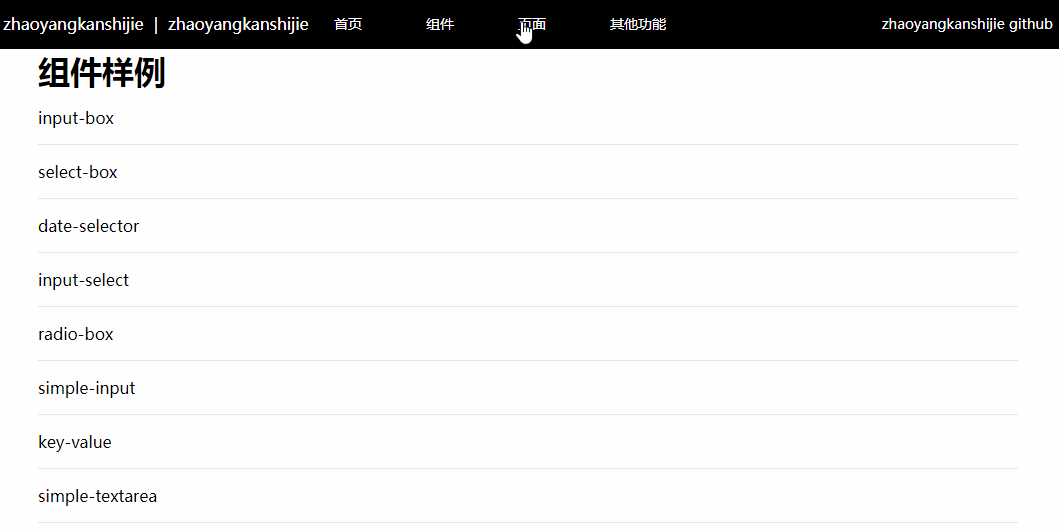 zhaoyangkanshijie | zhaoyangkanshijie 首页 组件 页面 其他功能 zhaoyangkanshijie github
组件样例
input-box
select-box
date-selector
input-select
radio-box
simple-input
key-value
simple-textarea